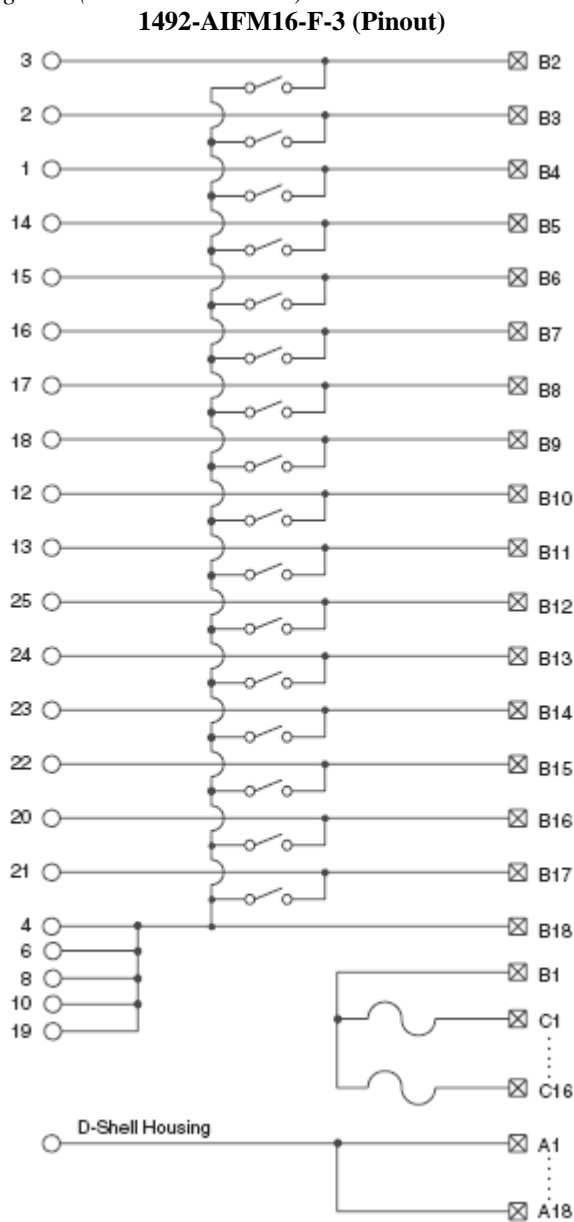 1492-AIFM16-F-3 (Pinout)
3 B2
2 B3
1 B4
14 B5
15 B6
16 B7
17 B8
18 B9
12 B10
13 B11
25 B12
24 B13
23 B14
22 B15
20 B16
21 B17
4 B18
6
B1
8
10
C1
19
C16
D-Shell Housing
A1
A18